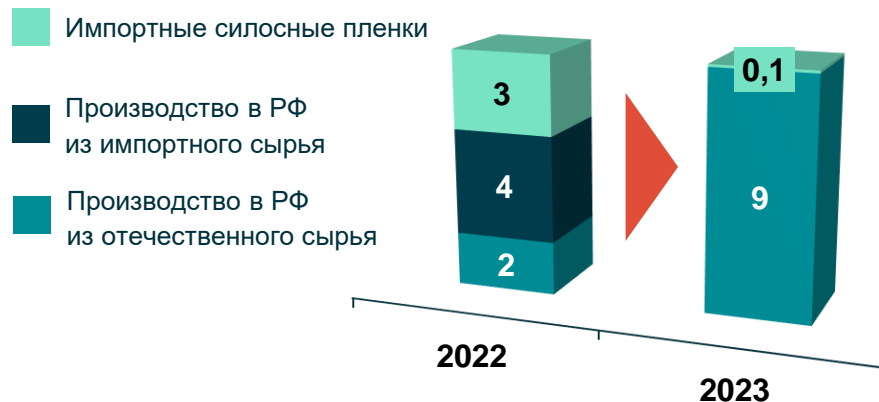 Импортные силосные пленки
Производство в РФ
из импортного сырья
Производство в РФ
из отечественного сырья
3
4
2
0,1
9
2022
2023